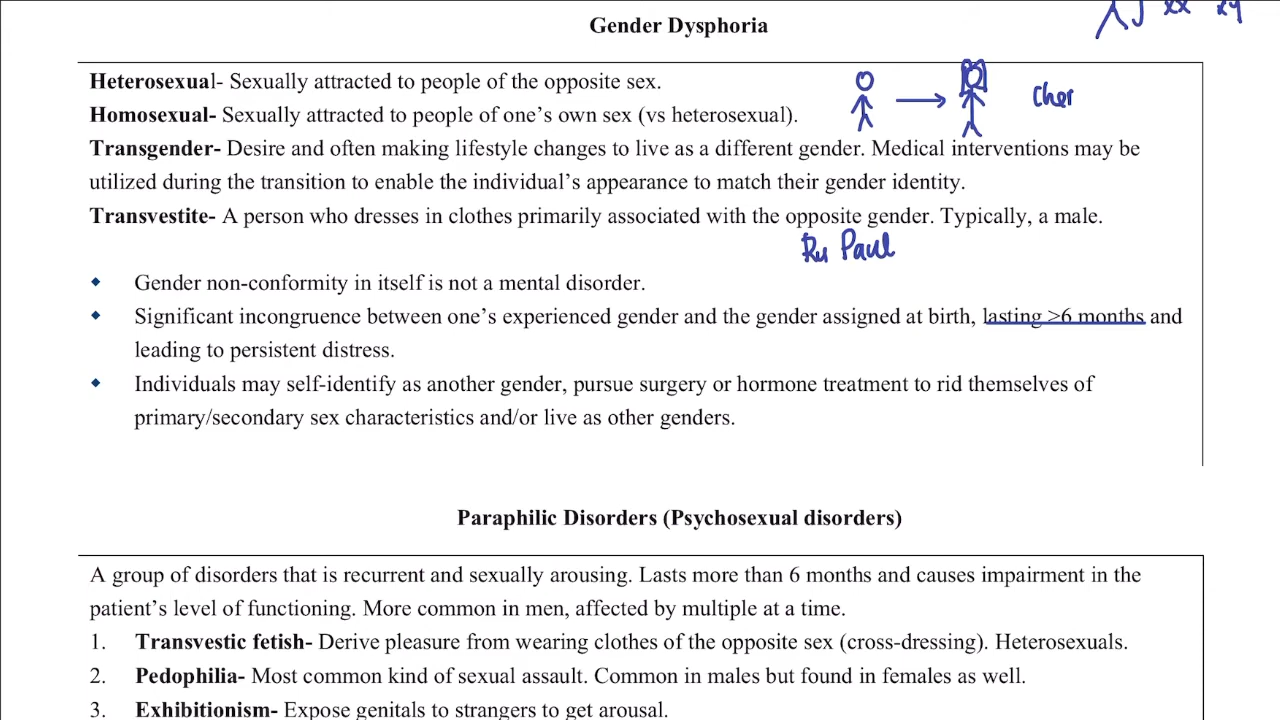 Gender Dysphoria
xx xy
Heterosexual- Sexually attracted to people of the opposite sex.
Homosexual- Sexually attracted to people of one's own sex (vs heterosexual).
Cher
Transgender- Desire and often making lifestyle changes to live as a different gender. Medical interventions may be
utilized during the transition to enable the individual's appearance to match their gender identity.
Transvestite- A person who dresses in clothes primarily associated with the opposite gender. Typically, a male.
Ru Paul
◆ Gender non-conformity in itself is not a mental disorder.
◆ Significant incongruence between one's experienced gender and the gender assigned at birth, lasting >6 months and
leading to persistent distress.
◆ Individuals may self-identify as another gender, pursue surgery or hormone treatment to rid themselves of
primary/secondary sex characteristics and/or live as other genders.
Paraphilic Disorders (Psychosexual disorders)
A group of disorders that is recurrent and sexually arousing. Lasts more than 6 months and causes impairment in the
patient's level of functioning. More common in men, affected by multiple at a time.
1. Transvestic fetish- Derive pleasure from wearing clothes of the opposite sex (cross-dressing). Heterosexuals.
2. Pedophilia- Most common kind of sexual assault. Common in males but found in females as well.
3. Exhibitionism- Expose genitals to strangers to get arousal.